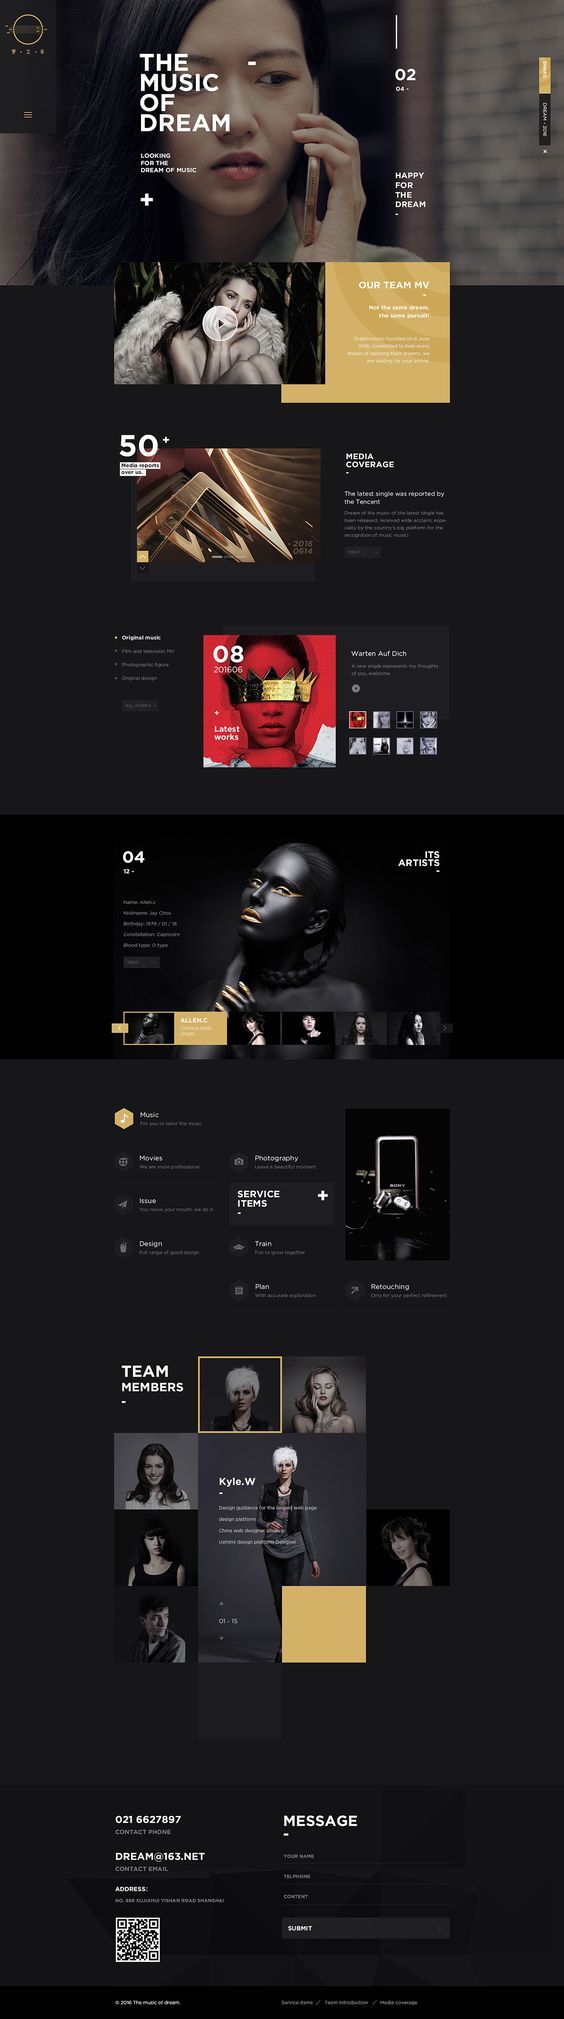 THE
MUSIC
OF
DREAM
LOOKING
FOR THE
DREAM OF MUSIC
02
04 -
HAPPY
FOR
THE
DREAM
DREAM - 2016
OUR TEAM MV
Not the same dream,
the same pursuit!
Dream music founded on 6 June
2016, committed to help every
dream of realizing their dreams, we
are waiting for your arrival.
50+
Media reports
over us.
- 2016
0614
MEDIA
COVERAGE
The latest single was reported by
the Tencent
Dream of the music of the latest single has
been released, received wide acclaim, espe-
cially by the country's big platform for the
recognition of music music!
VIEW
Original music
Film and television MV
Photographic figure
Original design
ALL WORKS
08
201606
Latest
works
Warten Auf Dich
A new single represents my thoughts
of you, welcome.
04
12 -
ITS
ARTISTS
Name: Allen.c
Nickname: Jay Chou
Birthday: 1979 / 01 / 18
Constellation: Capricorn
Blood type: O type
VIEW
ALLEN.C
Chinese male
singer
Music
For you to tailor the music
Movies
We are more professional
Photography
Leave a beautiful moment
Issue
You move your mouth, we do it.
SERVICE
ITEMS
Design
Full range of good design
Train
Fun to grow together
SONY
Plan
With accurate exploration
Retouching
Only for your perfect refinement
TEAM
MEMBERS
Kyle.W
Design guidance for the largest web page
design platform
China web designer alliance
Uehtml design platform Designer
01 - 15
021 6627897
CONTACT PHONE
DREAM@163.NET
CONTACT EMAIL
ADDRESS:
NO. 888 XUJIAHUI YISHAN ROAD SHANGHAI
MESSAGE
YOUR NAME
TELPHONE
CONTENT
SUBMIT
© 2016 The music of dream.
Service items / Team introduction / Media coverage